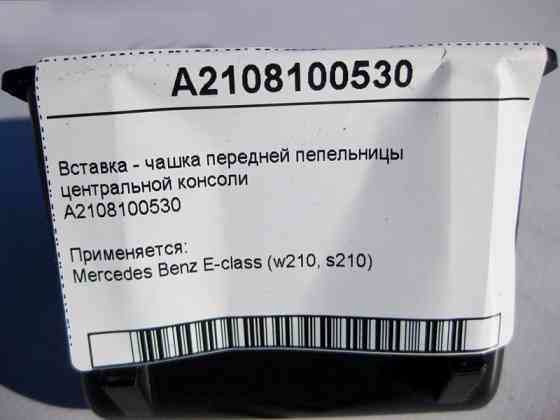 A2108100530
Вставка - чашка передней пепельницы
центральной консоли
A2108100530
Применяется:
Mercedes Benz E-class (w210, s210)